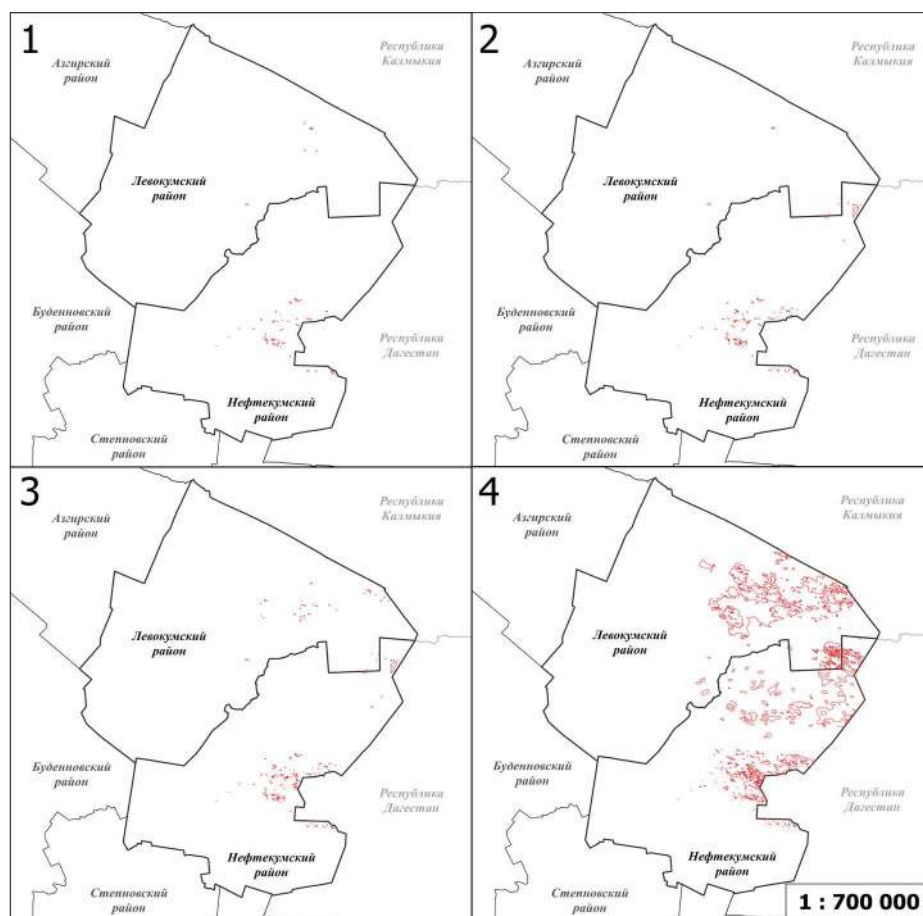 1
Азгирский
район
Республика
Калмыкия
Левокумский
район
Буденновский
район
Республика
Дагестан
Нефтекумский
район
Степновский
район
2
Азгирский
район
Республика
Калмыкия
Левокумский
район
Буденновский
район
Республика
Дагестан
Нефтекумский
район
Степновский
район
3
Азгирский
район
Республика
Калмыкия
Левокумский
район
Буденновский
район
Республика
Дагестан
Нефтекумский
район
Степновский
район
4
Азгирский
район
Республика
Калмыкия
Левокумский
район
Буденновский
район
Республика
Дагестан
Нефтекумский
район
Степновский
район
1 : 700 000